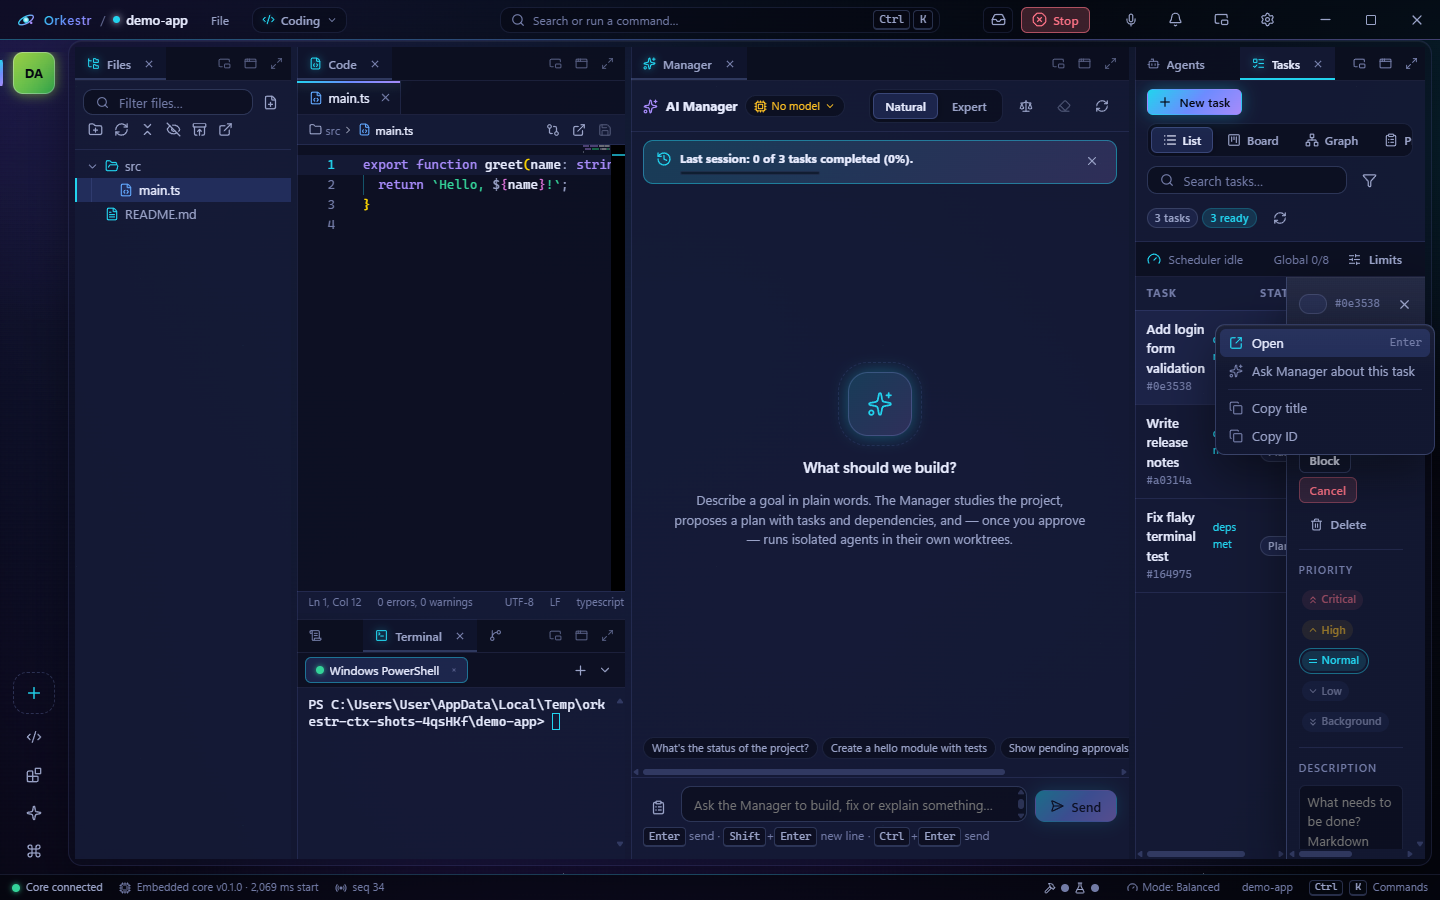 Orkestr / demo-app File Coding
Search or run a command... Ctrl K
Stop
DA
Files
Filter files...
src
main.ts
README.md
Code
main.ts
src > main.ts
1 export function greet(name: strin
2 return `Hello, ${name}!`;
3 }
4
Ln 1, Col 12 0 errors, 0 warnings UTF-8 LF typescript
Terminal
Windows PowerShell
PS C:\Users\User\AppData\Local\Temp\ork
estr-ctx-shots-4qsHKf\demo-app>
Manager
AI Manager No model Natural Expert
Last session: 0 of 3 tasks completed (0%).
What should we build?
Describe a goal in plain words. The Manager studies the project,
proposes a plan with tasks and dependencies, and — once you approve
— runs isolated agents in their own worktrees.
What's the status of the project? Create a hello module with tests Show pending approvals
Ask the Manager to build, fix or explain something...
Send
Enter send · Shift + Enter new line · Ctrl + Enter send
Agents Tasks
New task
List Board Graph P
Search tasks...
3 tasks 3 ready
Scheduler idle Global 0/8 Limits
TASK STAT
Add login
form
validation
#0e3538
Write
release
notes
#a0314a
Fix flaky
terminal
test
#164975
deps
met
Plan
#0e3538
Open Enter
Ask Manager about this task
Copy title
Copy ID
Block
Cancel
Delete
PRIORITY
Critical
High
Normal
Low
Background
DESCRIPTION
What needs to
be done?
Markdown
Core connected Embedded core v0.1.0 · 2,069 ms start seq 34
Mode: Balanced demo-app Ctrl K Commands